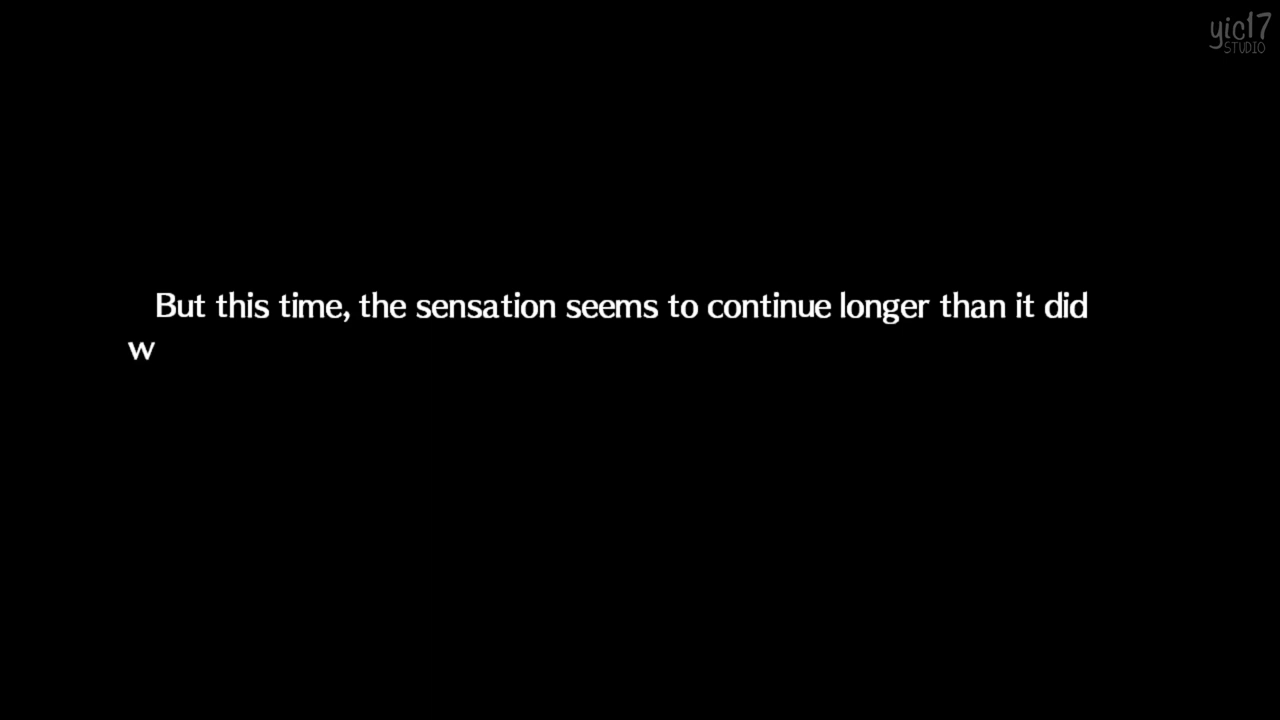 yic17
STUDIO
But this time, the sensation seems to continue longer than it did
w